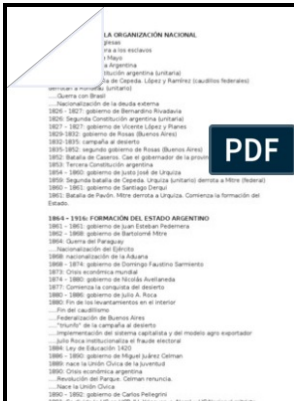 LA ORGANIZACIÓN NACIONAL
glesas
a los esclavos
Mayo
a Argentina
titución argentina (unitaria)
la de Cepeda. López y Ramírez (caudillos federales)
derrotan a Rondeau (unitario)
....Guerra con Brasil
....Nacionalización de la deuda externa
1826 - 1827: gobierno de Bernardino Rivadavia
1826: Segunda Constitución argentina (unitaria)
1827 - 1827: gobierno de Vicente López y Planes
1829-1832: gobierno de Rosas (Buenos Aires)
1832-1835: campaña al desierto
1835-1852: segundo gobierno de Rosas (Buenos Aires)
1852: Batalla de Caseros. Cae el gobernador de la provin
1853: Tercera Constitución argentina
1854 - 1860: gobierno de Justo José de Urquiza
1859: Segunda batalla de Cepeda. Urquiza (unitario) derrota a Mitre (federal)
1860 - 1861: gobierno de Santiago Derqui
1861: Batalla de Pavón. Mitre derrota a Urquiza. Comienza la formación del
Estado.
PDF
1864 - 1916: FORMACIÓN DEL ESTADO ARGENTINO
1861 - 1861: gobierno de Juan Esteban Pedernera
1862 - 1868: gobierno de Bartolomé Mitre
1864: Guerra del Paraguay
....Nacionalización del Ejército
1866: nacionalización de la Aduana
1868 - 1874: gobierno de Domingo Faustino Sarmiento
1873: Crisis económica mundial
1874 - 1880: gobierno de Nicolás Avellaneda
1877: Comienza la conquista del desierto
1880 - 1886: gobierno de Julio A. Roca
1880: Fin de los levantamientos en el interior
....Fin del caudillismo
....Federalización de Buenos Aires
...."triunfo" de la campaña al desierto
....Implementación del sistema capitalista y del modelo agro exportador
....Julio Roca institucionaliza el fraude electoral
1884: Ley de Educación 1420
1886 - 1890: gobierno de Miguel Juárez Celman
1889: nace la Unión Cívica de la Juventud
1890: Crisis económica argentina
....Revolución del Parque. Celman renuncia.
....Nace la Unión Cívica
1890 - 1892: gobierno de Carlos Pellegrini